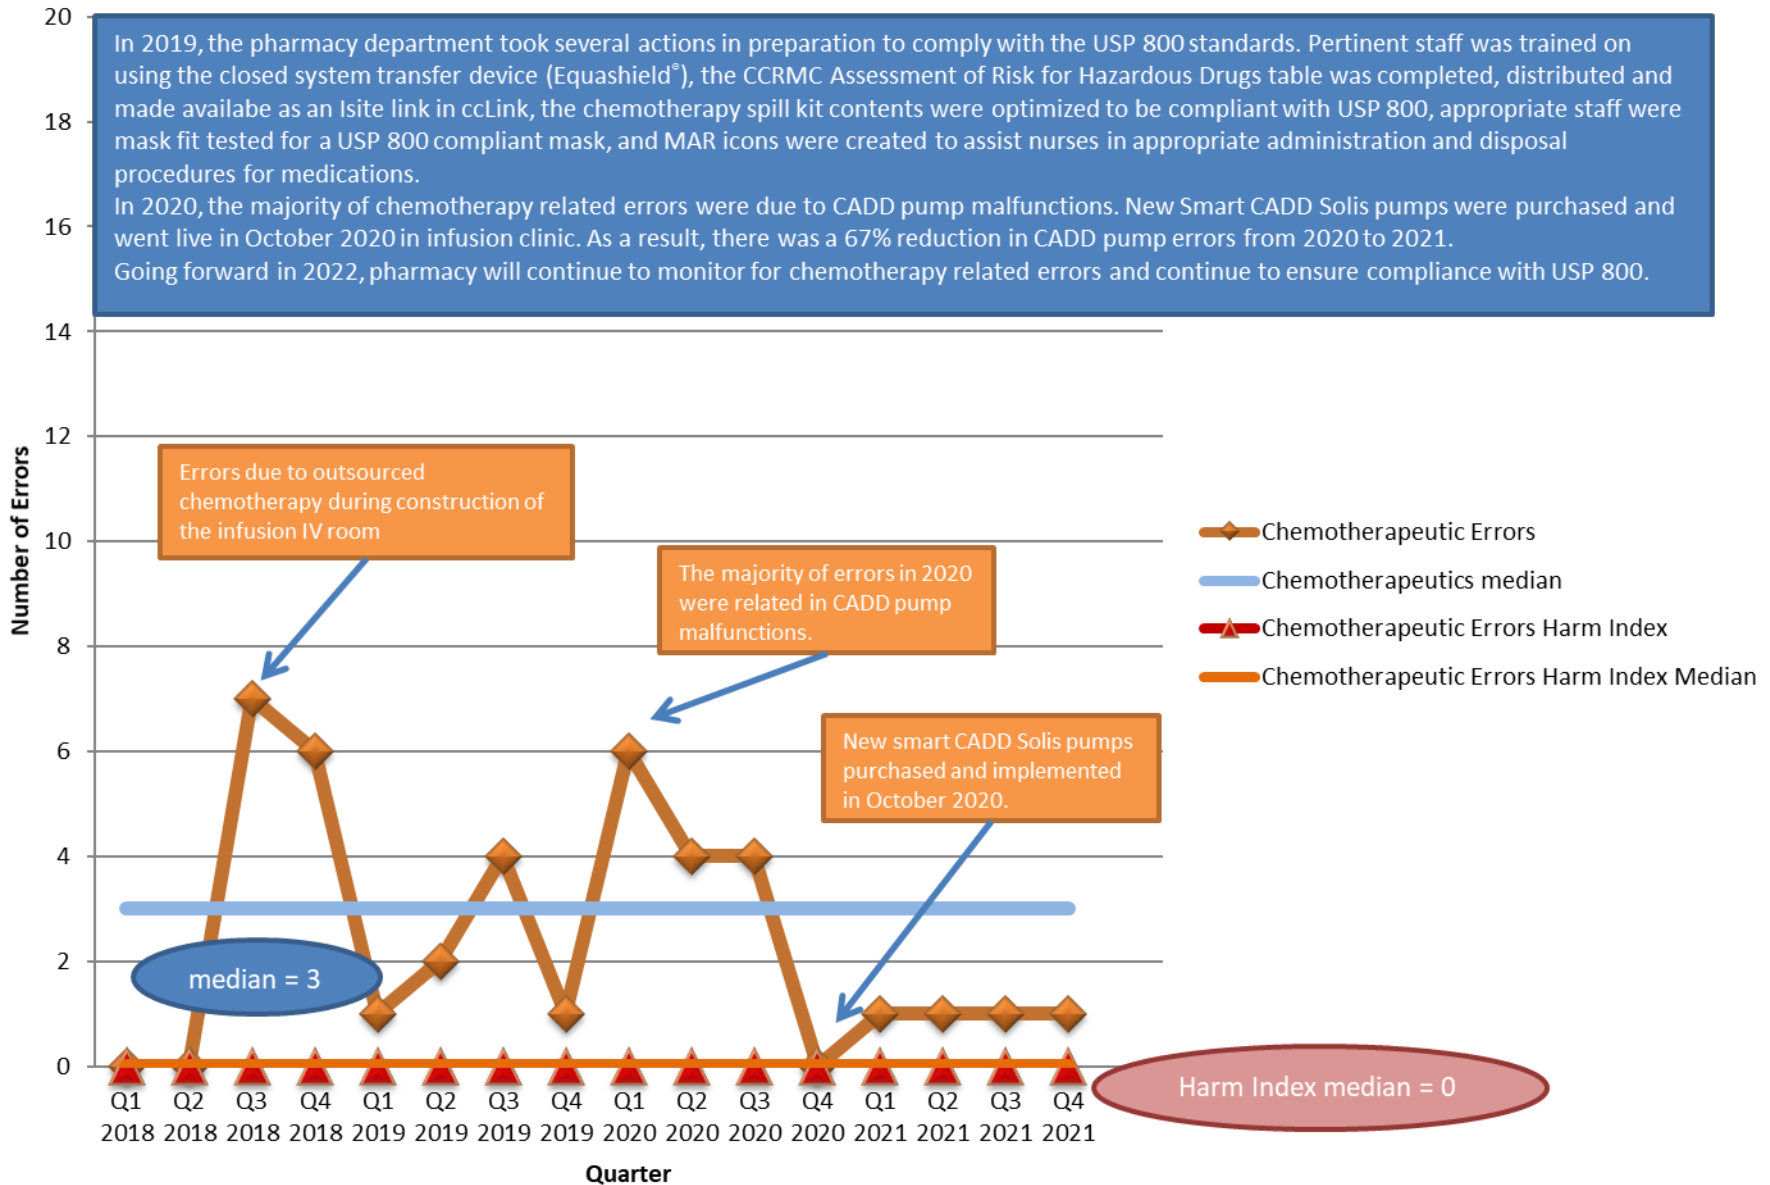 20
In 2019, the pharmacy department took several actions in preparation to comply with the USP 800 standards. Pertinent staff was trained on
using the closed system transfer device (Equashield®), the CCRMC Assessment of Risk for Hazardous Drugs table was completed, distributed and
made availabe as an Isite link in ccLink, the chemotherapy spill kit contents were optimized to be compliant with USP 800, appropriate staff were
mask fit tested for a USP 800 compliant mask, and MAR icons were created to assist nurses in appropriate administration and disposal
procedures for medications.
In 2020, the majority of chemotherapy related errors were due to CADD pump malfunctions. New Smart CADD Solis pumps were purchased and
went live in October 2020 in infusion clinic. As a result, there was a 67% reduction in CADD pump errors from 2020 to 2021.
Going forward in 2022, pharmacy will continue to monitor for chemotherapy related errors and continue to ensure compliance with USP 800.
18
16
14
12
10
8
6
4
2
0
Number of Errors
Errors due to outsourced
chemotherapy during construction of
the infusion IV room
The majority of errors in 2020
were related in CADD pump
malfunctions.
New smart CADD Solis pumps
purchased and implemented
in October 2020.
median = 3
Chemotherapeutic Errors
Chemotherapeutics median
Chemotherapeutic Errors Harm Index
Chemotherapeutic Errors Harm Index Median
Harm Index median = 0
Q1 Q2 Q3 Q4 Q1 Q2 Q3 Q4 Q1 Q2 Q3 Q4 Q1 Q2 Q3 Q4
2018 2018 2018 2018 2019 2019 2019 2019 2020 2020 2020 2020 2021 2021 2021 2021
Quarter